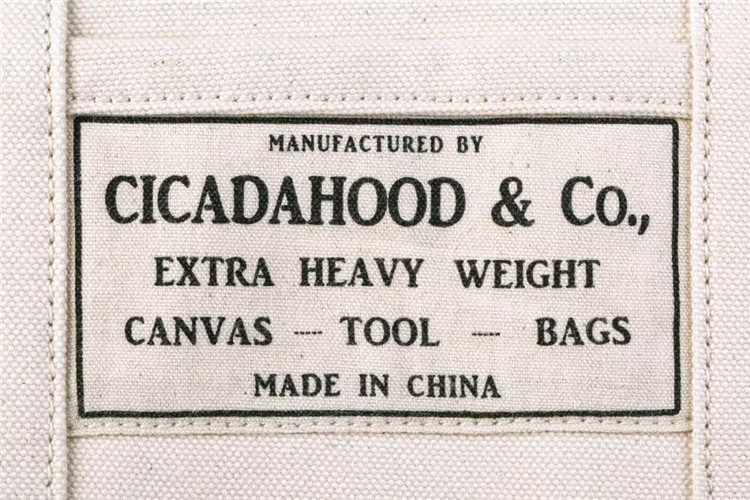 MANUFACTURED BY
CICADAHOOD & Co.,
EXTRA HEAVY WEIGHT
CANVAS — TOOL — BAGS
MADE IN CHINA